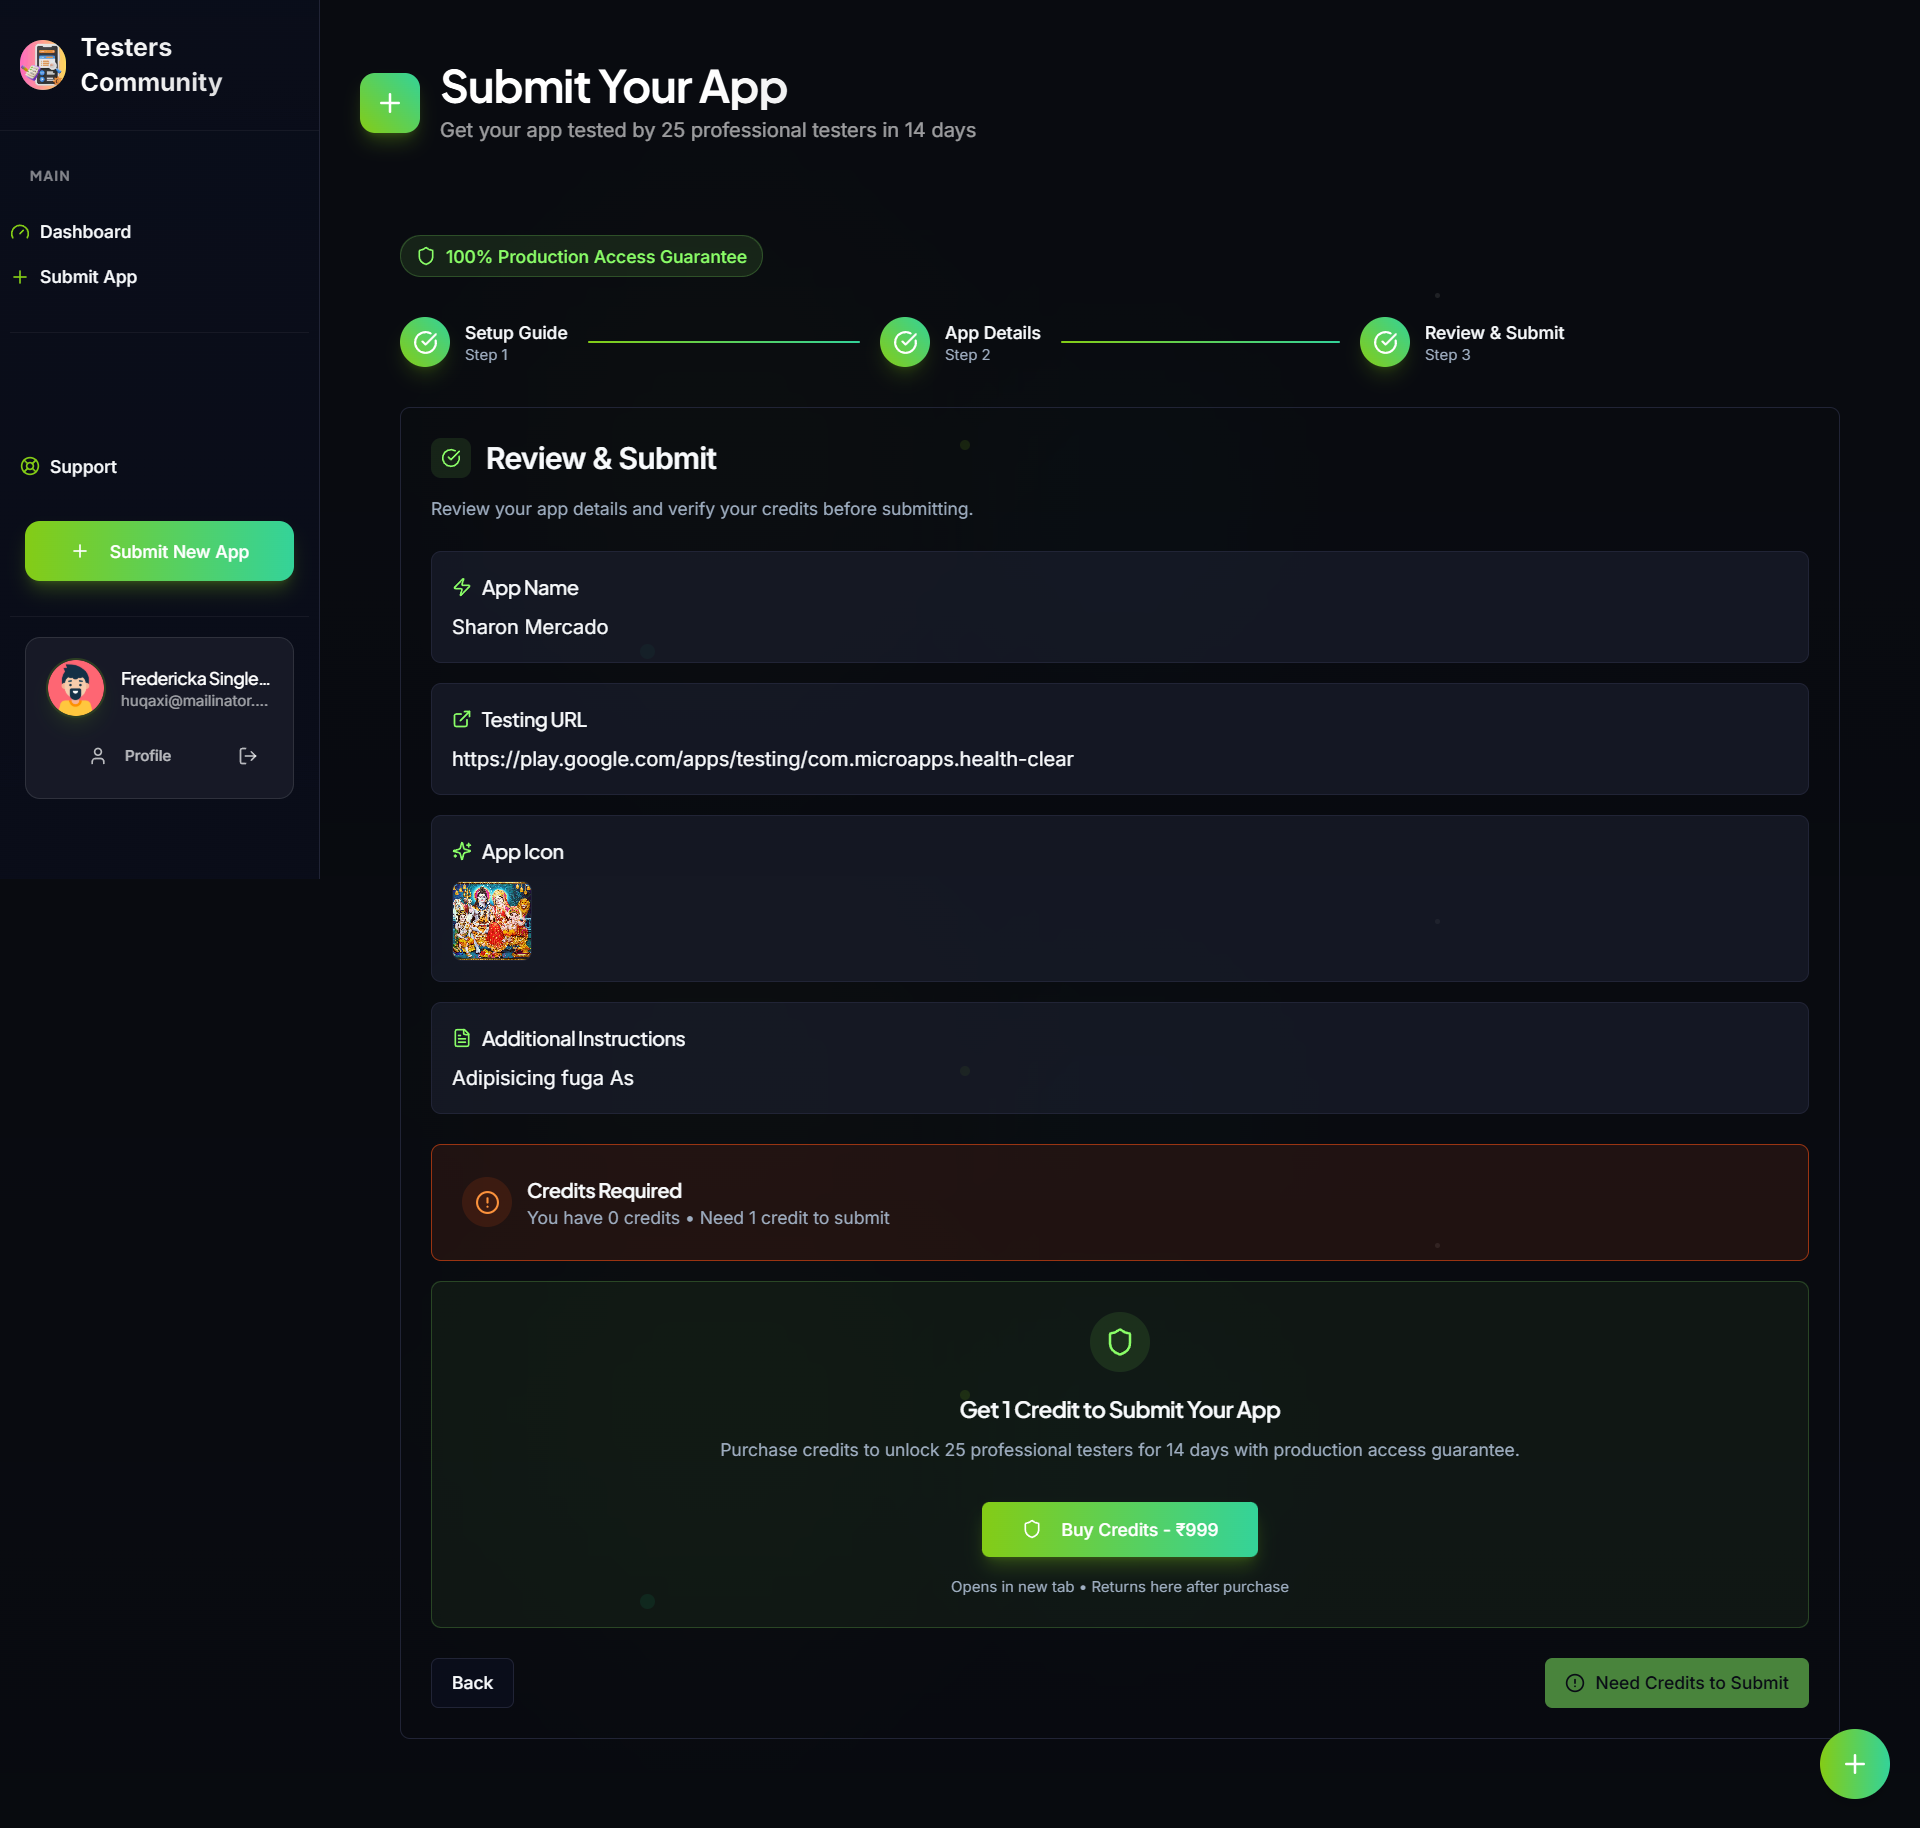 Testers
Community
MAIN
Dashboard
Submit App
Support
Submit New App
Fredericka Single...
huqaxi@mailinator....
Profile
Submit Your App
Get your app tested by 25 professional testers in 14 days
100% Production Access Guarantee
Setup Guide
Step 1
App Details
Step 2
Review & Submit
Step 3
Review & Submit
Review your app details and verify your credits before submitting.
App Name
Sharon Mercado
Testing URL
https://play.google.com/apps/testing/com.microapps.health-clear
App Icon
Additional Instructions
Adipisicing fuga As
Credits Required
You have 0 credits • Need 1 credit to submit
Get 1 Credit to Submit Your App
Purchase credits to unlock 25 professional testers for 14 days with production access guarantee.
Buy Credits - ₹999
Opens in new tab • Returns here after purchase
Back
Need Credits to Submit